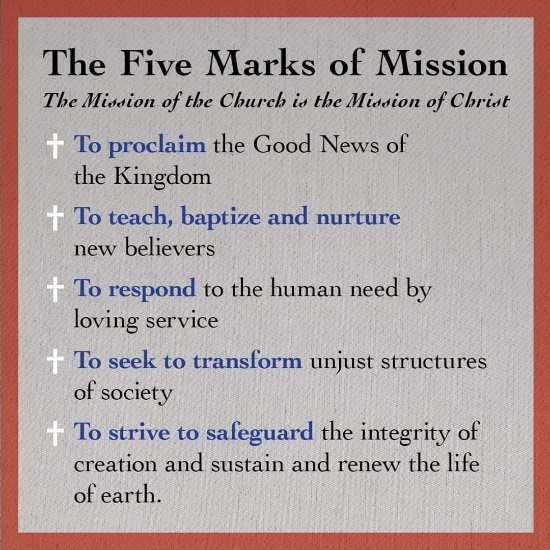 The Five Marks of Mission
The Mission of the Church is the Mission of Christ
To proclaim the Good News of
the Kingdom
To teach, baptize and nurture
new believers
To respond to the human need by
loving service
To seek to transform unjust structures
of society
To strive to safeguard the integrity of
creation and sustain and renew the life
of earth.